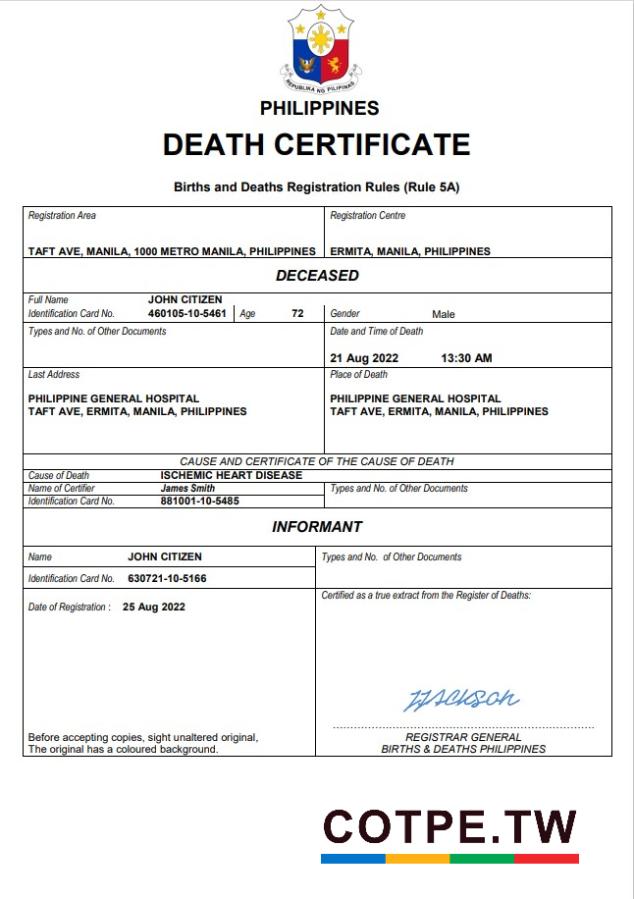 REPUBLIKA NG PILIPINAS
PHILIPPINES
DEATH CERTIFICATE
Births and Deaths Registration Rules (Rule 5A)
Registration Area
Registration Centre
TAFT AVE, MANILA, 1000 METRO MANILA, PHILIPPINES
ERMITA, MANILA, PHILIPPINES
DECEASED
Full Name JOHN CITIZEN
Identification Card No. 460105-10-5461 Age 72 Gender Male
Types and No. of Other Documents
Date and Time of Death
21 Aug 2022 13:30 AM
Last Address
PHILIPPINE GENERAL HOSPITAL
TAFT AVE, ERMITA, MANILA, PHILIPPINES
Place of Death
PHILIPPINE GENERAL HOSPITAL
TAFT AVE, ERMITA, MANILA, PHILIPPINES
CAUSE AND CERTIFICATE OF THE CAUSE OF DEATH
Cause of Death ISCHEMIC HEART DISEASE
Name of Certifier James Smith
Identification Card No. 881001-10-5485
Types and No. of Other Documents
INFORMANT
Name JOHN CITIZEN
Identification Card No. 630721-10-5166
Types and No. of Other Documents
Date of Registration : 25 Aug 2022
Before accepting copies, sight unaltered original,
The original has a coloured background.
Certified as a true extract from the Register of Deaths:
JJackson
REGISTRAR GENERAL
BIRTHS & DEATHS PHILIPPINES
COTPE.TW